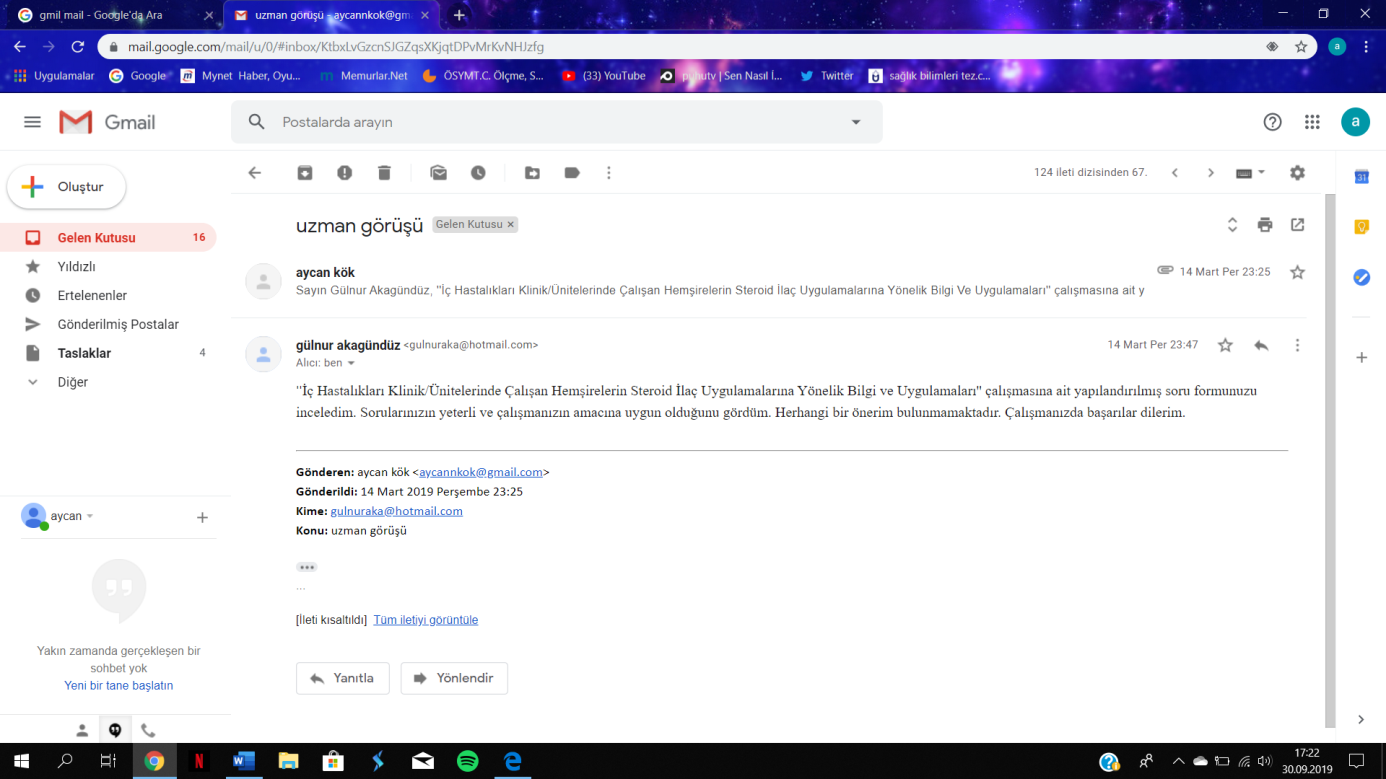 gmil mail - Google'da Ara
uzman görüşü - aycannkok@gm
mail.google.com/mail/u/0/#inbox/KtbxLvGzcnSJGZqsXKjqtDPvMrKvNHJzfg
a
Uygulamalar
Google
Mynet Haber, Oyu...
Memurlar.Net
ÖSYMT.C. Ölçme, S...
(33) YouTube
puhutv | Sen Nasıl İ...
Twitter
sağlık bilimleri tez.c...
Gmail
Postalarda arayın
a
Oluştur
124 ileti dizisinden 67.
31
Gelen Kutusu 16
Yıldızlı
Ertelenenler
Gönderilmiş Postalar
Taslaklar 4
Diğer
uzman görüşü Gelen Kutusu ×
aycan kök 14 Mart Per 23:25
Sayın Gülnur Akagündüz, "İç Hastalıkları Klinik/Ünitelerinde Çalışan Hemşirelerin Steroid İlaç Uygulamalarına Yönelik Bilgi Ve Uygulamaları" çalışmasına ait y
gülnur akagündüz <gulnuraka@hotmail.com> 14 Mart Per 23:47
Alıcı: ben
"İç Hastalıkları Klinik/Ünitelerinde Çalışan Hemşirelerin Steroid İlaç Uygulamalarına Yönelik Bilgi ve Uygulamaları" çalışmasına ait yapılandırılmış soru formunuzu
inceledim. Sorularınızın yeterli ve çalışmanızın amacına uygun olduğunu gördüm. Herhangi bir önerim bulunmamaktadır. Çalışmanızda başarılar dilerim.
Gönderen: aycan kök <aycannkok@gmail.com>
Gönderildi: 14 Mart 2019 Perşembe 23:25
Kime: gulnuraka@hotmail.com
Konu: uzman görüşü
...
[İleti kısaltıldı] Tüm iletiyi görüntüle
Yanıtla
Yönlendir
aycan
Yakın zamanda gerçekleşen bir
sohbet yok
Yeni bir tane başlatın
17:22
30.09.2019